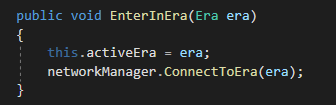 public void EnterInEra(Era era)
{
this.activeEra = era;
networkManager.ConnectToEra(era);
}